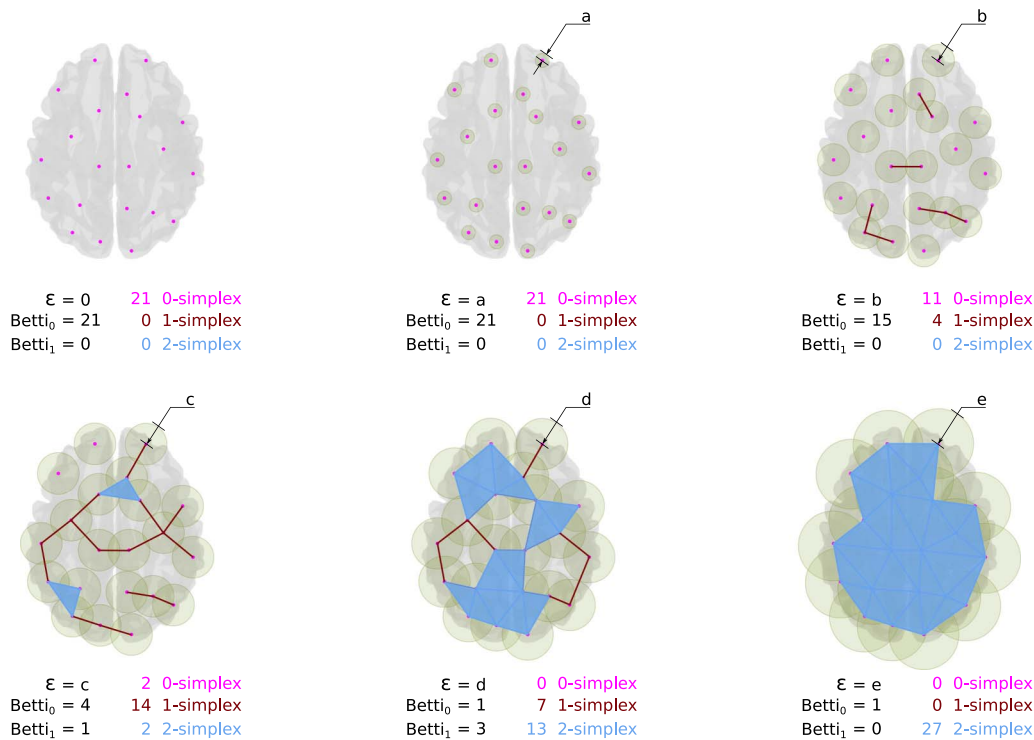 a
b
ε = 0 21 0-simplex
Betti₀ = 21 0 1-simplex
Betti₁ = 0 0 2-simplex
ε = a 21 0-simplex
Betti₀ = 21 0 1-simplex
Betti₁ = 0 0 2-simplex
ε = b 11 0-simplex
Betti₀ = 15 4 1-simplex
Betti₁ = 0 0 2-simplex
c
d
e
ε = c 2 0-simplex
Betti₀ = 4 14 1-simplex
Betti₁ = 1 2 2-simplex
ε = d 0 0-simplex
Betti₀ = 1 7 1-simplex
Betti₁ = 3 13 2-simplex
ε = e 0 0-simplex
Betti₀ = 1 0 1-simplex
Betti₁ = 0 27 2-simplex